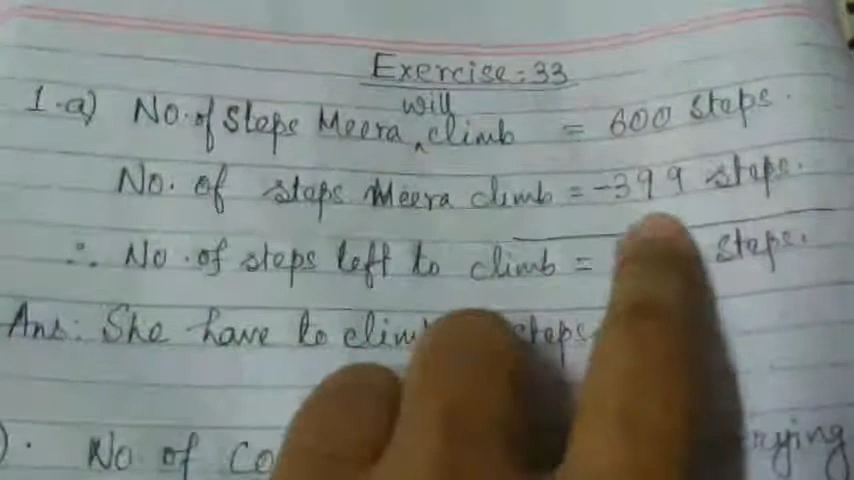 Exercise:33
1.a) No. of steps Meera will climb = 600 steps.
No. of steps Meera climb = -399 steps.
∴ No. of steps left to climb = steps.
Ans: She have to climb steps
). No of Co